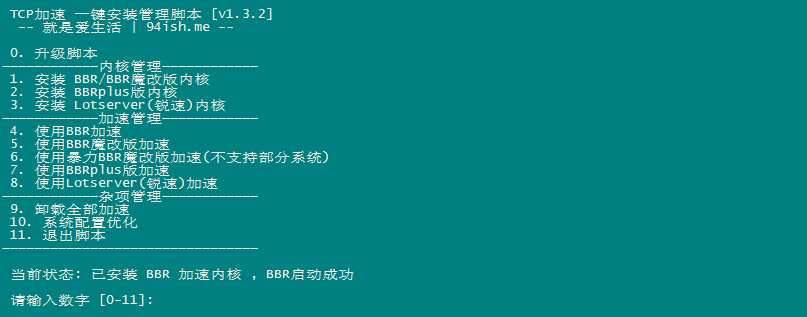 TCP加速 一键安装管理脚本 [v1.3.2]
-- 就是爱生活 | 94ish.me --
0. 升级脚本
————————————内核管理————————————
1. 安装 BBR/BBR魔改版内核
2. 安装 BBRplus版内核
3. 安装 Lotserver(锐速)内核
————————————加速管理————————————
4. 使用BBR加速
5. 使用BBR魔改版加速
6. 使用暴力BBR魔改版加速(不支持部分系统)
7. 使用BBRplus版加速
8. 使用Lotserver(锐速)加速
————————————杂项管理————————————
9. 卸载全部加速
10. 系统配置优化
11. 退出脚本
————————————————————————————————
当前状态: 已安装 BBR 加速内核 , BBR启动成功
请输入数字 [0-11]: